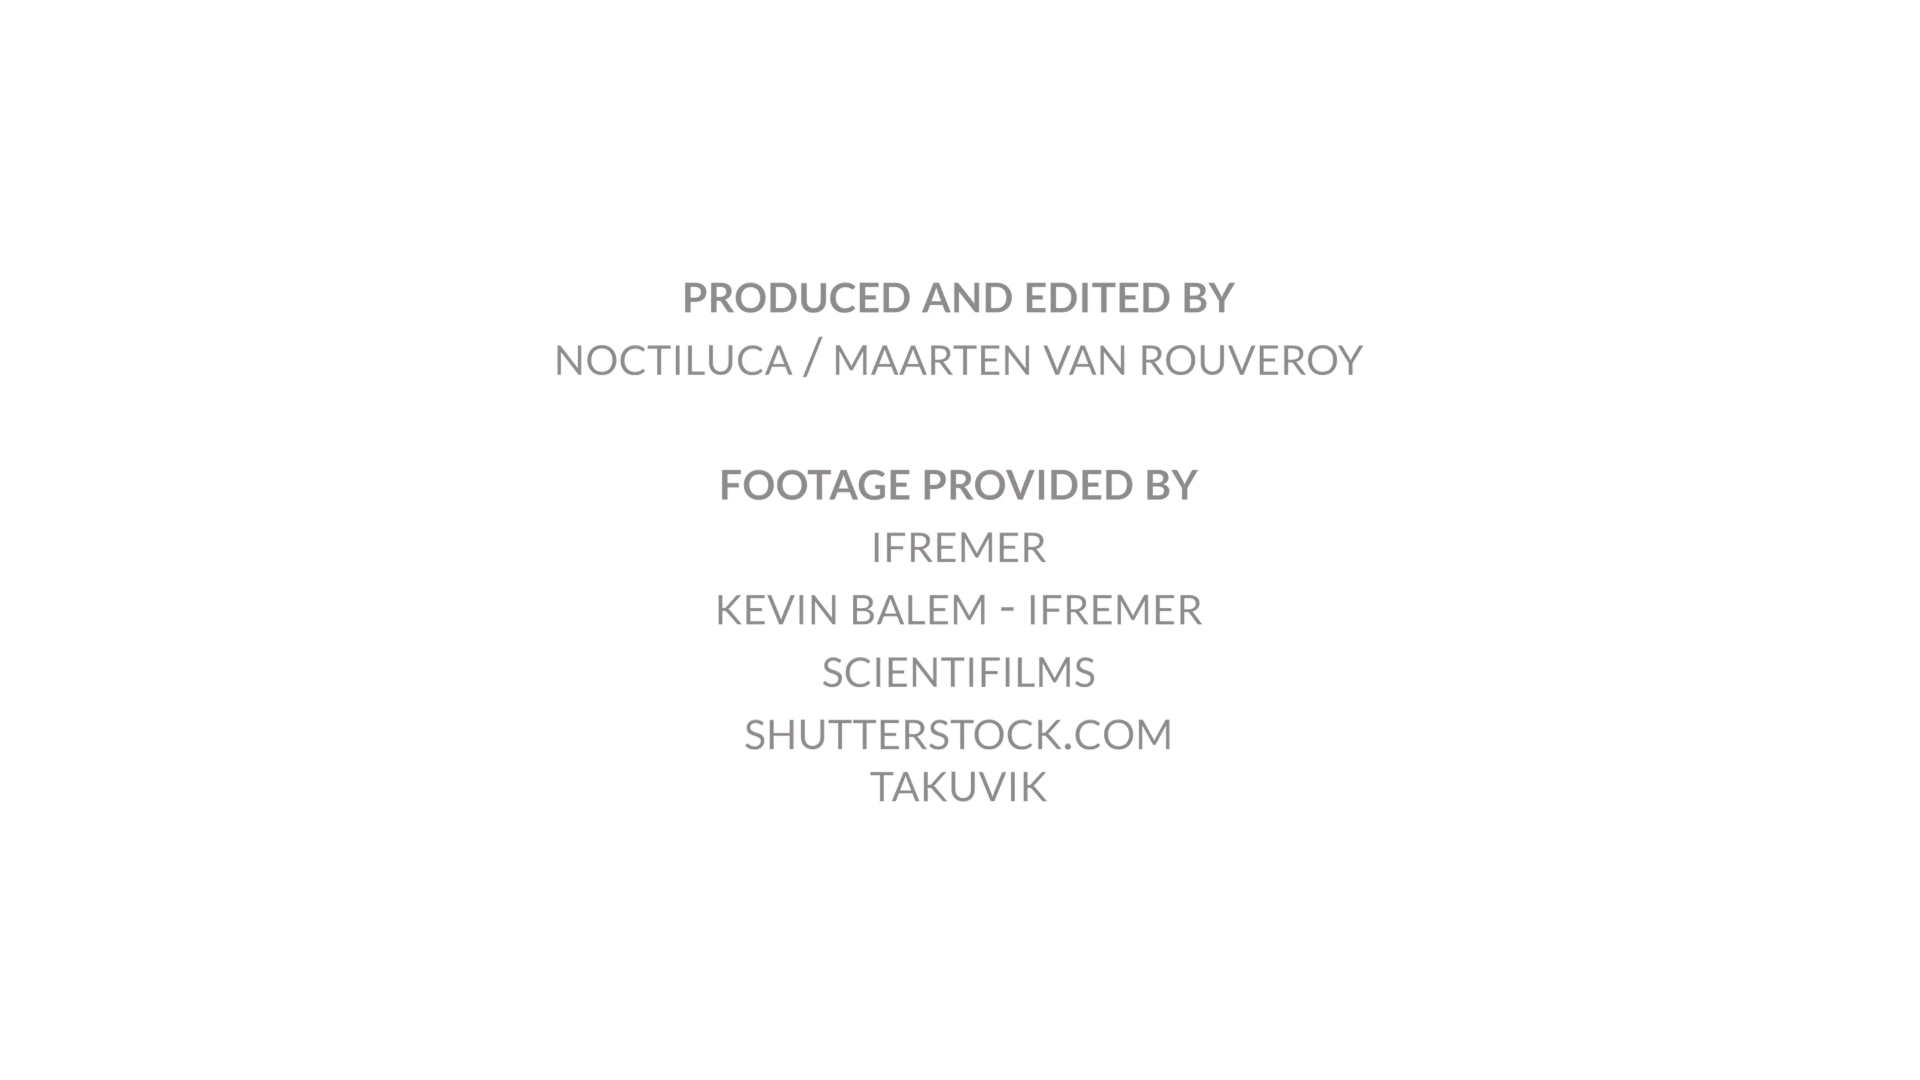 PRODUCED AND EDITED BY
NOCTILUCA / MAARTEN VAN ROUVEROY
FOOTAGE PROVIDED BY
IFREMER
KEVIN BALEM - IFREMER
SCIENTIFILMS
SHUTTERSTOCK.COM
TAKUVIK